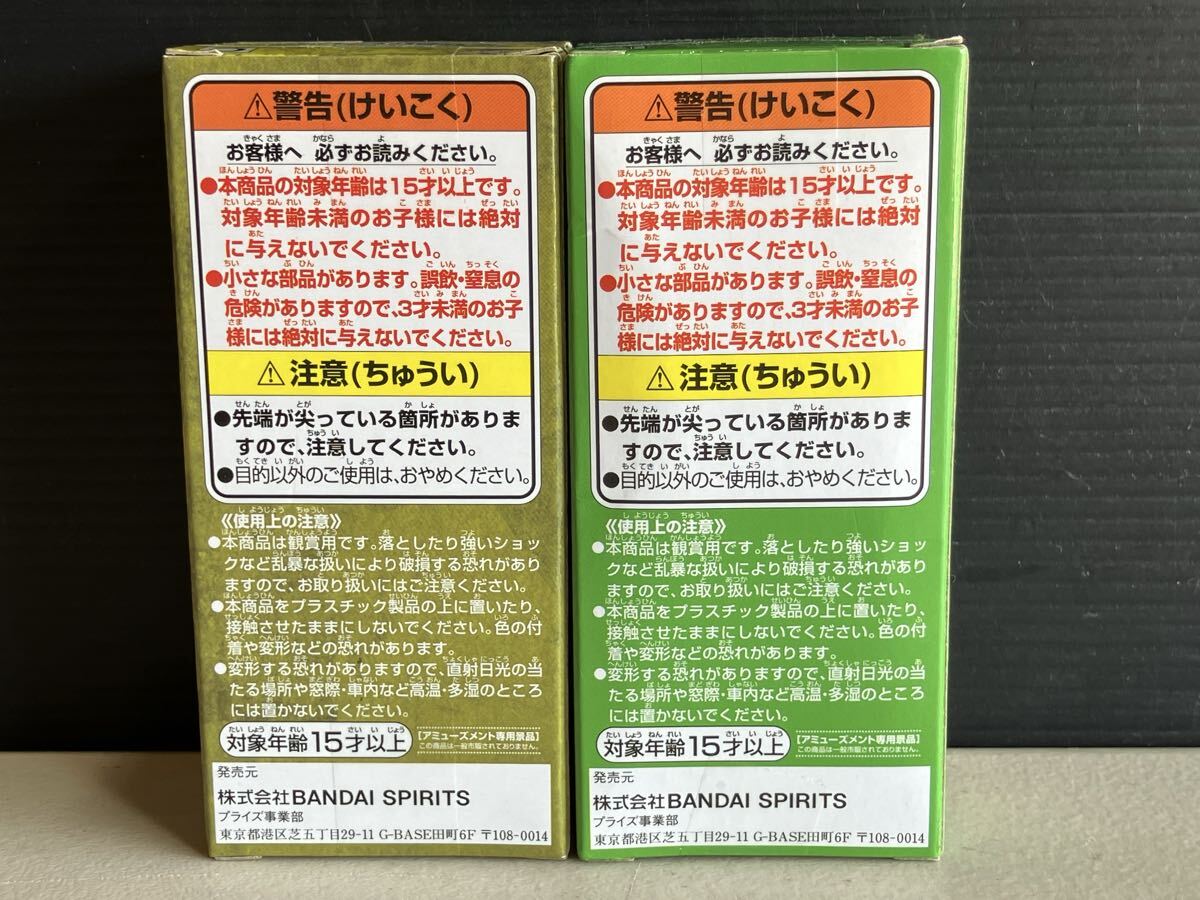 ⚠警告(けいこく)
お客様へ 必ずお読みください。
●本商品の対象年齢は15才以上です。
対象年齢未満のお子様には絶対
に与えないでください。
●小さな部品があります。誤飲・窒息の
危険がありますので、3才未満のお子
様には絶対に与えないでください。
⚠注意(ちゅうい)
●先端が尖っている箇所がありま
すので、注意してください。
●目的以外のご使用は、おやめください。
《使用上の注意》
●本商品は観賞用です。落としたり強いショッ
クなど乱暴な扱いにより破損する恐れがあり
ますので、お取り扱いにはご注意ください。
●本商品をプラスチック製品の上に置いたり、
接触させたままにしないでください。色の付
着や変形などの恐れがあります。
●変形する恐れがありますので、直射日光の当
たる場所や窓際・車内など高温・多湿のところ
には置かないでください。
対象年齢15才以上
[アミューズメント専用景品]
この商品は一般市販されておりません。
発売元
株式会社BANDAI SPIRITS
プライズ事業部
東京都港区芝五丁目29-11 G-BASE田町6F 〒108-0014
⚠警告(けいこく)
お客様へ 必ずお読みください。
●本商品の対象年齢は15才以上です。
対象年齢未満のお子様には絶対
に与えないでください。
●小さな部品があります。誤飲・窒息の
危険がありますので、3才未満のお子
様には絶対に与えないでください。
⚠注意(ちゅうい)
●先端が尖っている箇所がありま
すので、注意してください。
●目的以外のご使用は、おやめください。
《使用上の注意》
●本商品は観賞用です。落としたり強いショッ
クなど乱暴な扱いにより破損する恐れがあり
ますので、お取り扱いにはご注意ください。
●本商品をプラスチック製品の上に置いたり、
接触させたままにしないでください。色の付
着や変形などの恐れがあります。
●変形する恐れがありますので、直射日光の当
たる場所や窓際・車内など高温・多湿のところ
には置かないでください。
対象年齢15才以上
[アミューズメント専用景品]
この商品は一般市販されておりません。
発売元
株式会社BANDAI SPIRITS
プライズ事業部
東京都港区芝五丁目29-11 G-BASE田町6F 〒108-0014